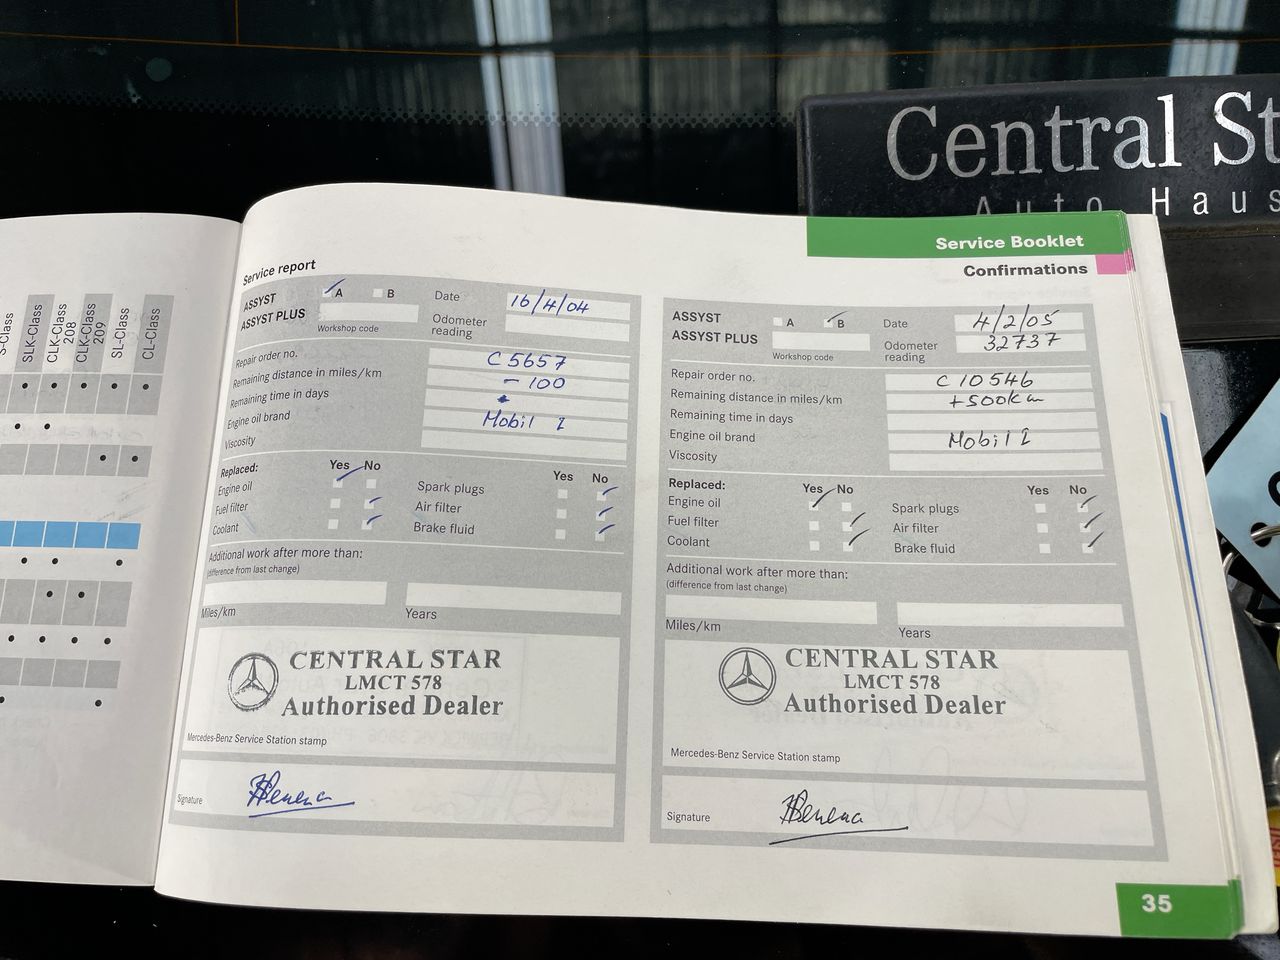 Central St
Auto Haus
Service Booklet
Confirmations
S-Class
SLK-Class
CLK-Class 208
CLK-Class 209
SL-Class
CL-Class
Service report
ASSYST
ASSYST PLUS
A
B
Workshop code
Date
16/4/04
Odometer reading
Repair order no.
C 5657
Remaining distance in miles/km
- 100
Remaining time in days
Engine oil brand
Mobil 1
Viscosity
Replaced:
Yes No
Yes No
Engine oil
Spark plugs
Fuel filter
Air filter
Coolant
Brake fluid
Additional work after more than:
(difference from last change)
Miles/km
Years
CENTRAL STAR
LMCT 578
Authorised Dealer
Mercedes-Benz Service Station stamp
Signature
ASSYST
ASSYST PLUS
A
B
Workshop code
Date
4/2/05
Odometer reading
32737
Repair order no.
C 10546
Remaining distance in miles/km
+500km
Remaining time in days
Engine oil brand
Mobil 1
Viscosity
Replaced:
Yes No
Yes No
Engine oil
Spark plugs
Fuel filter
Air filter
Coolant
Brake fluid
Additional work after more than:
(difference from last change)
Miles/km
Years
CENTRAL STAR
LMCT 578
Authorised Dealer
Mercedes-Benz Service Station stamp
Signature
35